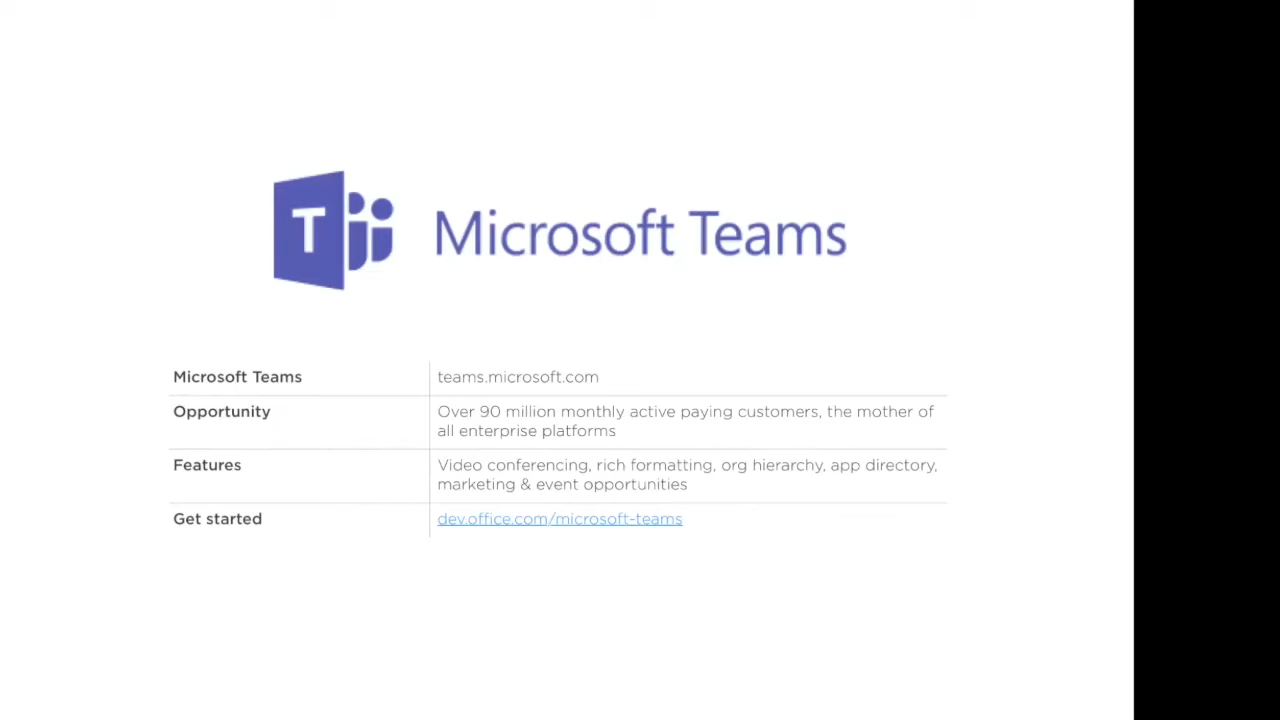 T
Microsoft Teams
Microsoft Teams
teams.microsoft.com
Opportunity
Over 90 million monthly active paying customers, the mother of
all enterprise platforms
Features
Video conferencing, rich formatting, org hierarchy, app directory,
marketing & event opportunities
Get started
dev.office.com/microsoft-teams